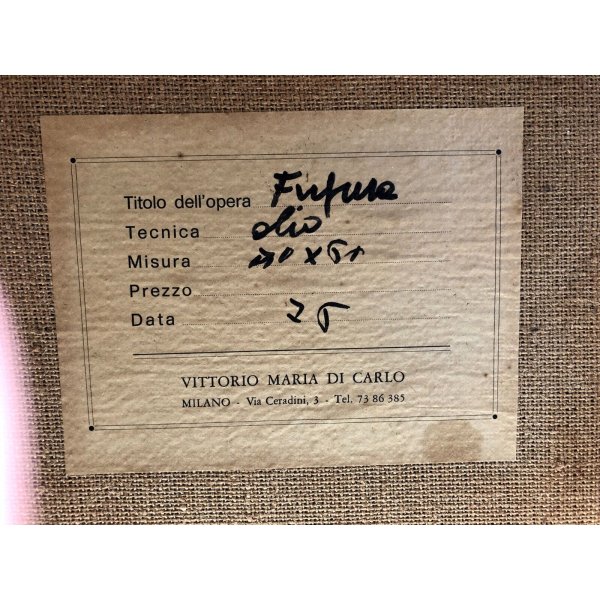 Titolo dell'opera
Tecnica olio
Misura
Prezzo
Data
VITTORIO MARIA DI CARLO
MILANO - Via Ceradini, 3 - Tel. 73 86 385